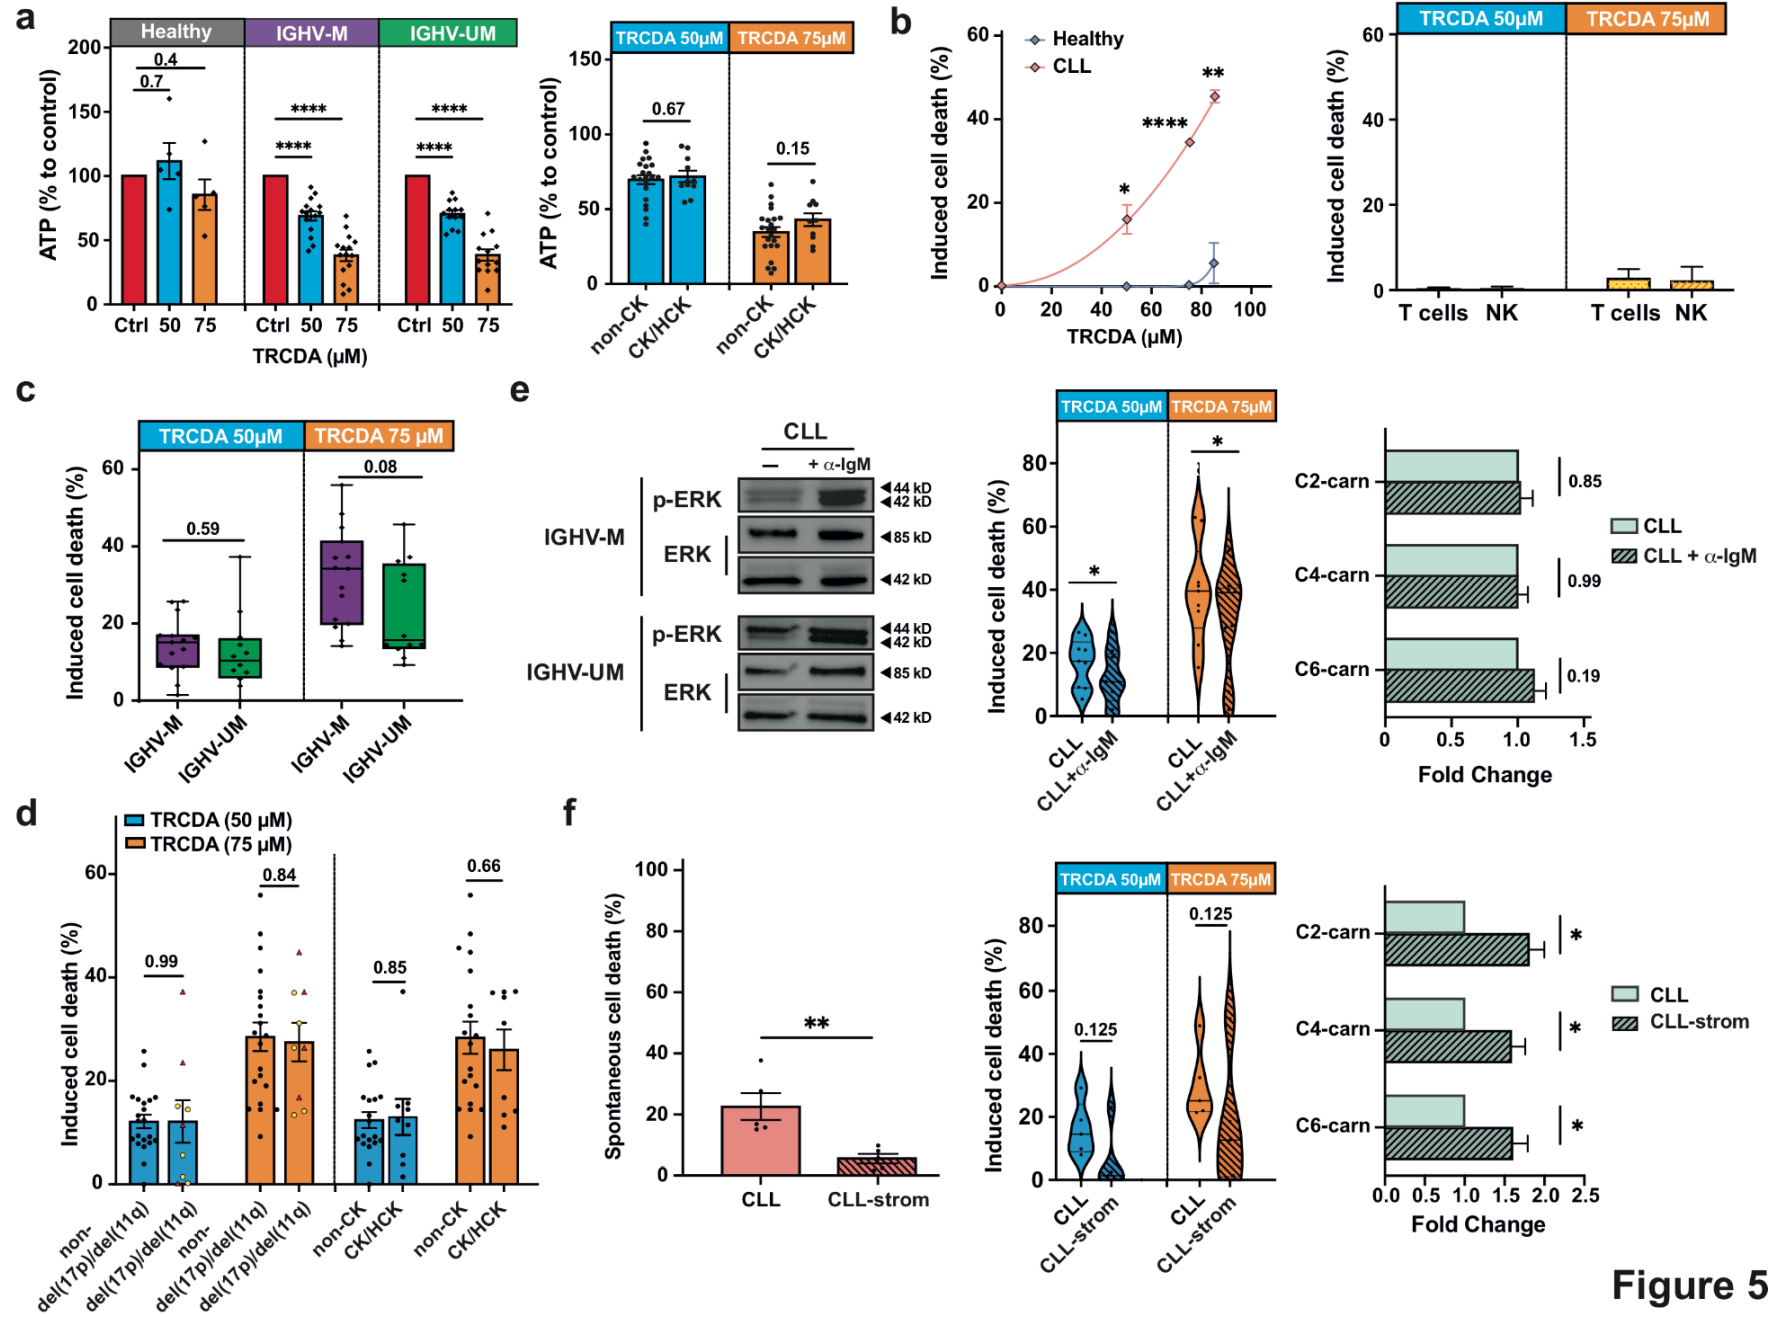 a
Healthy
IGHV-M
IGHV-UM
ATP (% to control)
200
150
100
50
0
0.4
0.7
****
****
****
****
Ctrl 50 75
Ctrl 50 75
Ctrl 50 75
TRCDA (µM)
TRCDA 50µM
TRCDA 75µM
ATP (% to control)
150
100
50
0
0.67
0.15
non-CK
CK/HCK
non-CK
CK/HCK
b
Induced cell death (%)
60
40
20
0
Healthy
CLL
*
****
**
0 20 40 60 80 100
TRCDA (µM)
TRCDA 50µM
TRCDA 75µM
Induced cell death (%)
60
40
20
0
T cells NK
T cells NK
c
TRCDA 50µM
TRCDA 75 µM
Induced cell death (%)
60
40
20
0
0.59
0.08
IGHV-M
IGHV-UM
IGHV-M
IGHV-UM
e
CLL
– + α-IgM
IGHV-M
p-ERK
44 kD
42 kD
ERK
85 kD
42 kD
IGHV-UM
p-ERK
44 kD
42 kD
ERK
85 kD
42 kD
TRCDA 50µM
TRCDA 75µM
Induced cell death (%)
80
60
40
20
0
*
*
CLL
CLL+α-IgM
CLL
CLL+α-IgM
C2-carn
C4-carn
C6-carn
0.85
0.99
0.19
CLL
CLL + α-IgM
0 0.5 1.0 1.5
Fold Change
d
TRCDA (50 µM)
TRCDA (75 µM)
Induced cell death (%)
60
40
20
0
0.99
0.84
0.85
0.66
non-
del(17p)/del(11q)
del(17p)/del(11q)
non-
del(17p)/del(11q)
del(17p)/del(11q)
non-CK
CK/HCK
non-CK
CK/HCK
f
Spontaneous cell death (%)
100
80
60
40
20
0
**
CLL
CLL-strom
TRCDA 50µM
TRCDA 75µM
Induced cell death (%)
80
60
40
20
0
0.125
0.125
CLL
CLL-strom
CLL
CLL-strom
C2-carn
C4-carn
C6-carn
*
*
*
CLL
CLL-strom
0.0 0.5 1.0 1.5 2.0 2.5
Fold Change
Figure 5